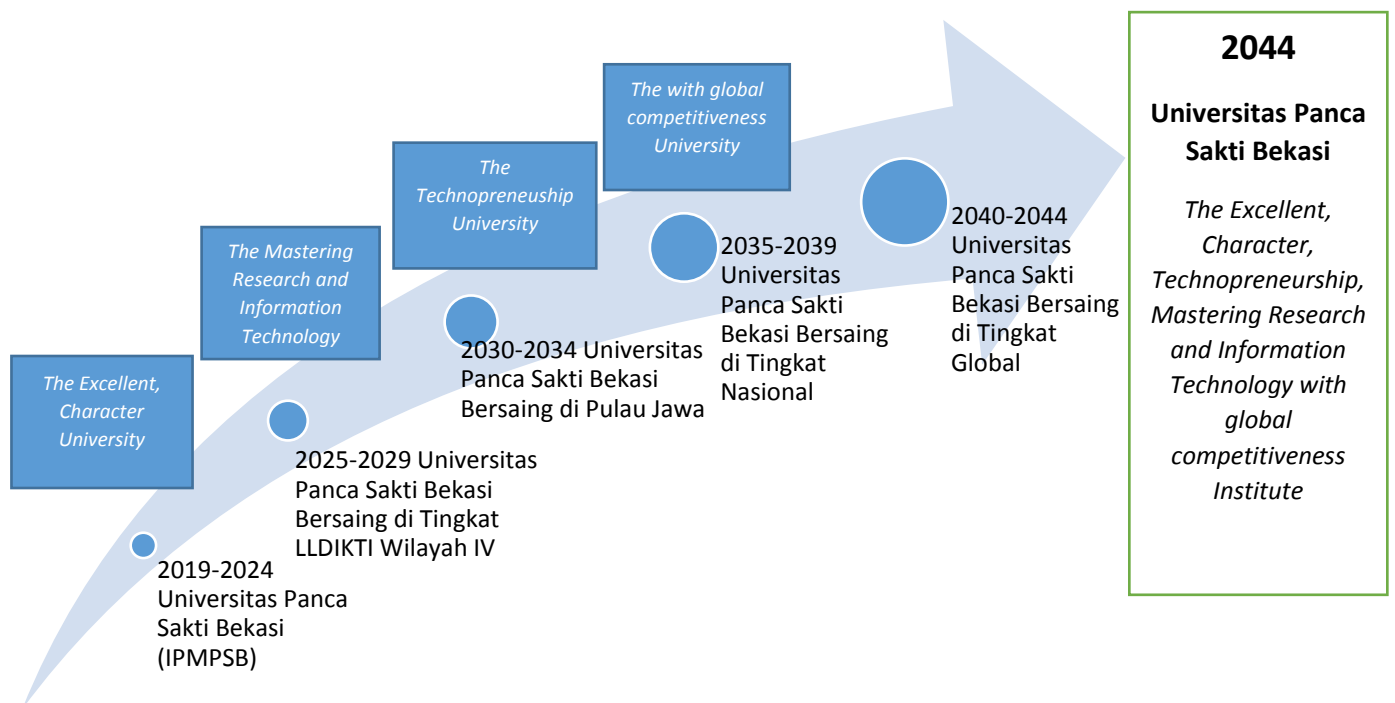 The Excellent,
Character
University
The Mastering
Research and
Information
Technology
The
Technopreneuship
University
The with global
competitiveness
University
2019-2024
Universitas Panca
Sakti Bekasi
(IPMPSB)
2025-2029 Universitas
Panca Sakti Bekasi
Bersaing di Tingkat
LLDIKTI Wilayah IV
2030-2034 Universitas
Panca Sakti Bekasi
Bersaing di Pulau Jawa
2035-2039
Universitas
Panca Sakti
Bekasi Bersaing
di Tingkat
Nasional
2040-2044
Universitas
Panca Sakti
Bekasi Bersaing
di Tingkat
Global
2044
Universitas Panca
Sakti Bekasi
The Excellent,
Character,
Technopreneurship,
Mastering Research
and Information
Technology with
global
competitiveness
Institute